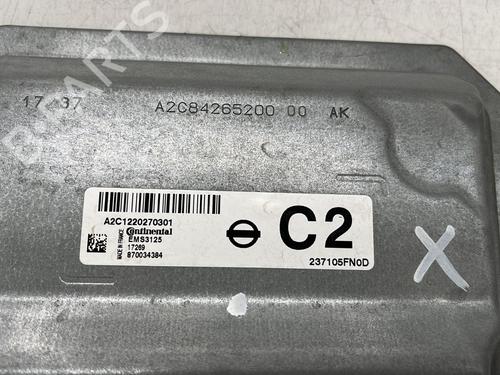 B-PARTS
17 37
A2C84265200 00 AK
A2C1220270301
Continental
EMS3125
17269
870034384
MADE IN FRANCE
C2
237105FN0D
X